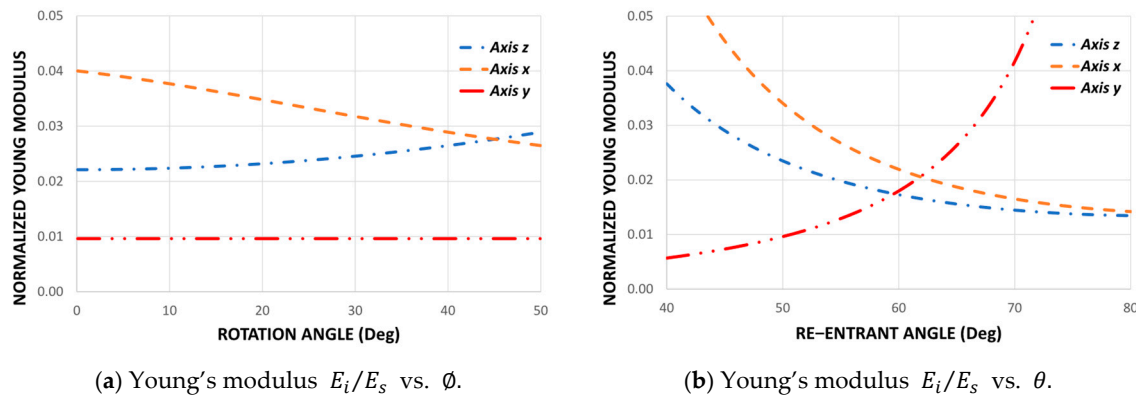 NORMALIZED YOUNG MODULUS
0.05
0.04
0.03
0.02
0.01
0.00
0 10 20 30 40 50
ROTATION ANGLE (Deg)
Axis z
Axis x
Axis y
(a) Young's modulus E_i/E_s vs. ∅.
NORMALIZED YOUNG MODULUS
0.05
0.04
0.03
0.02
0.01
0.00
40 50 60 70 80
RE–ENTRANT ANGLE (Deg)
Axis z
Axis x
Axis y
(b) Young's modulus E_i/E_s vs. θ.